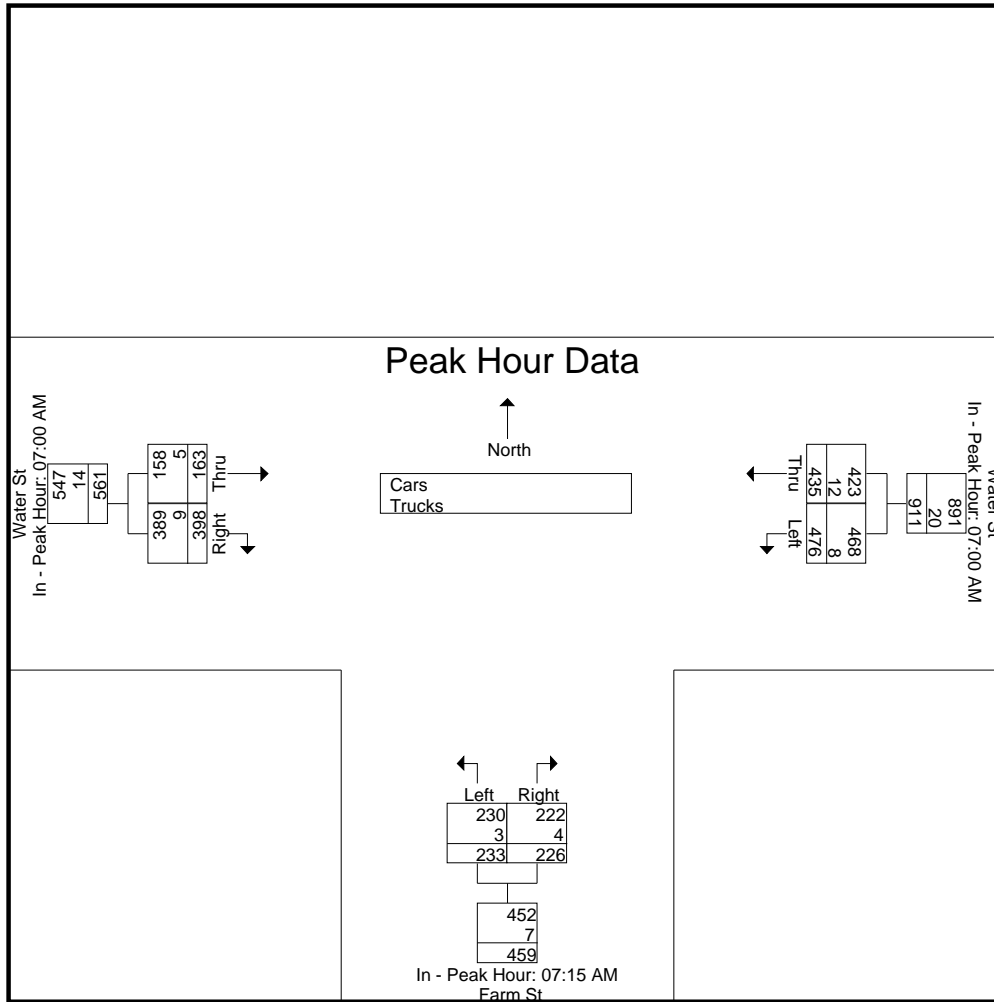 Peak Hour Data
North
Cars
Trucks
Water St
In - Peak Hour: 07:00 AM
547
14
561
158
5
163
Thru
389
9
398
Right
Water St
In - Peak Hour: 07:00 AM
891
20
911
423
12
435
Thru
468
8
476
Left
Left Right
230 222
3 4
233 226
452
7
459
In - Peak Hour: 07:15 AM
Farm St